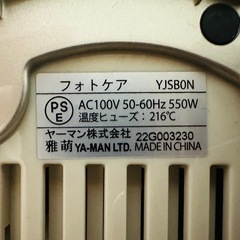 フォトケア YJSB0N
PS
E
AC100V 50-60Hz 550W
温度ヒューズ：216℃
ヤーマン株式会社 22G003230
雅萌 YA-MAN LTD. MADE IN CHINA